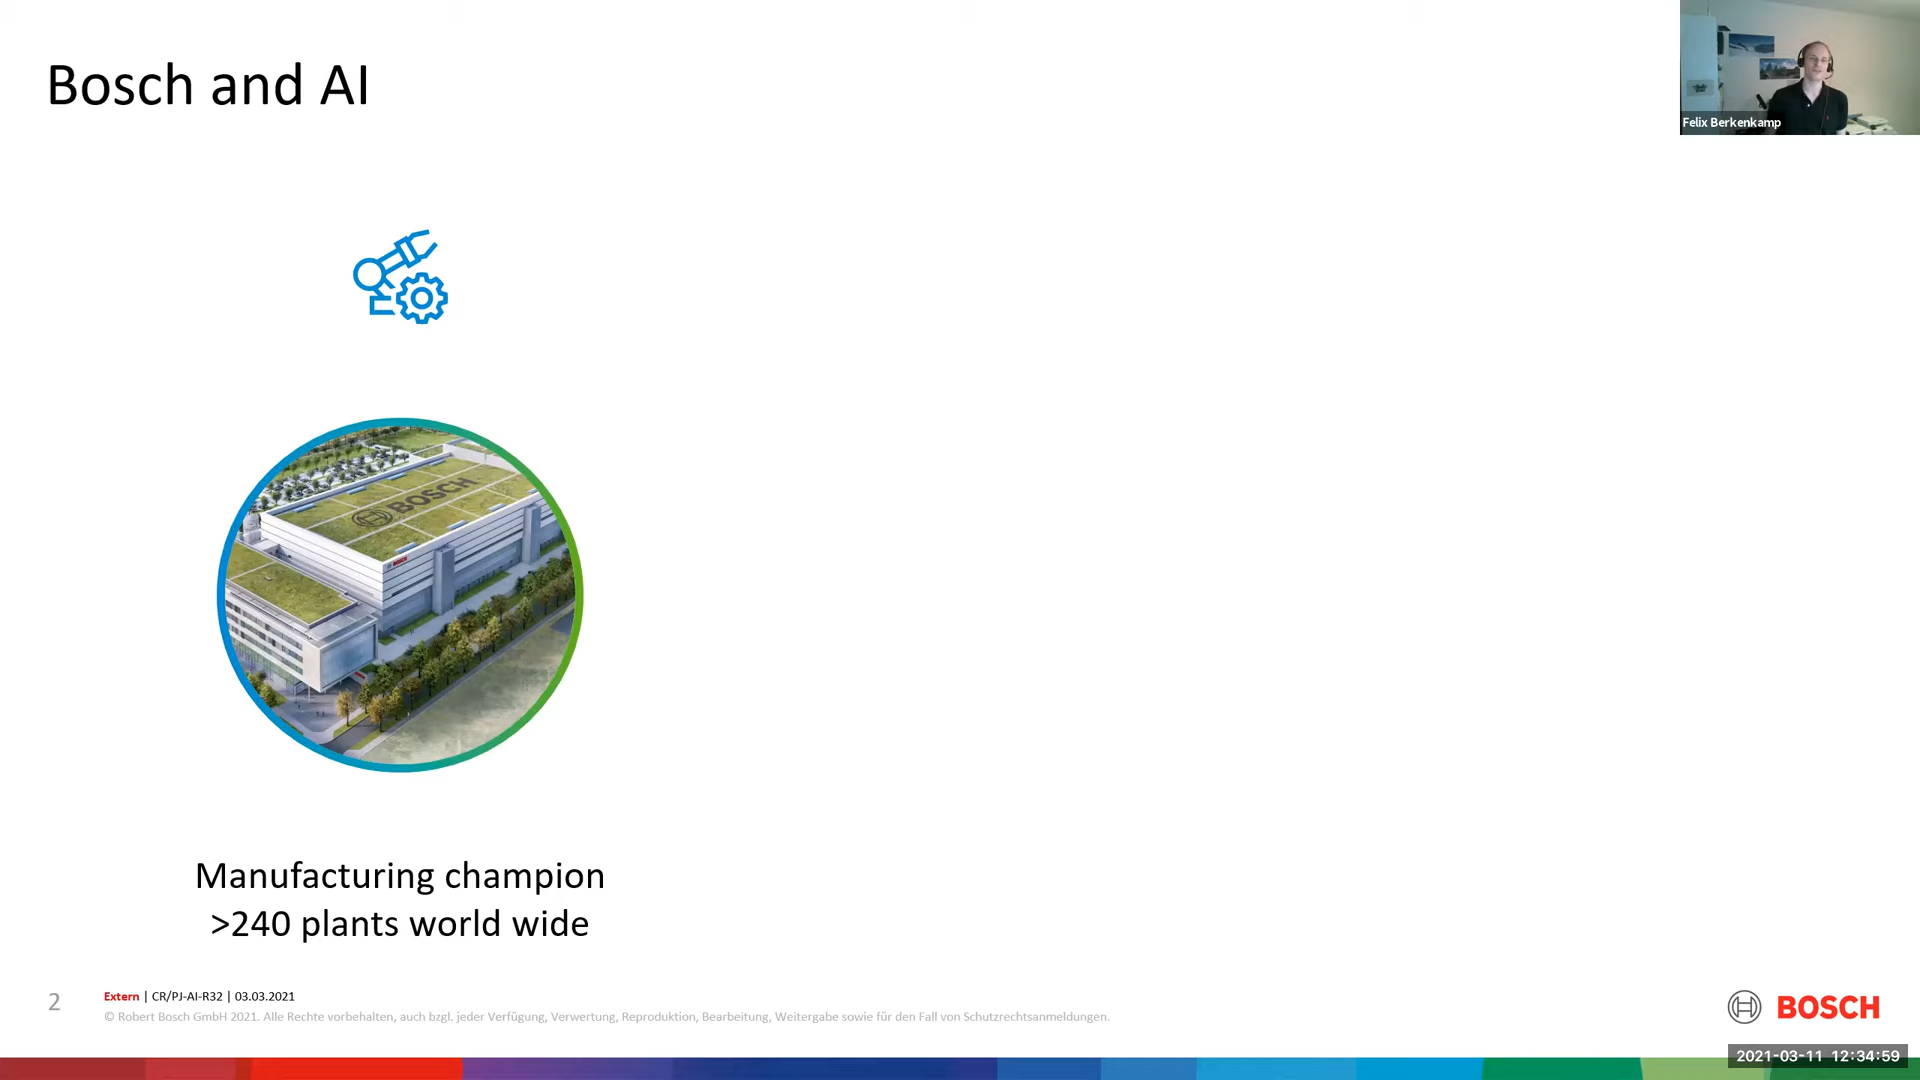 Bosch and AI
Felix Berkenkamp
BOSCH
BOSCH
Manufacturing champion
>240 plants world wide
2
Extern | CR/PJ-AI-R32 | 03.03.2021
© Robert Bosch GmbH 2021. Alle Rechte vorbehalten, auch bzgl. jeder Verfügung, Verwertung, Reproduktion, Bearbeitung, Weitergabe sowie für den Fall von Schutzrechtsanmeldungen.
BOSCH
2021-03-11 12:34:59